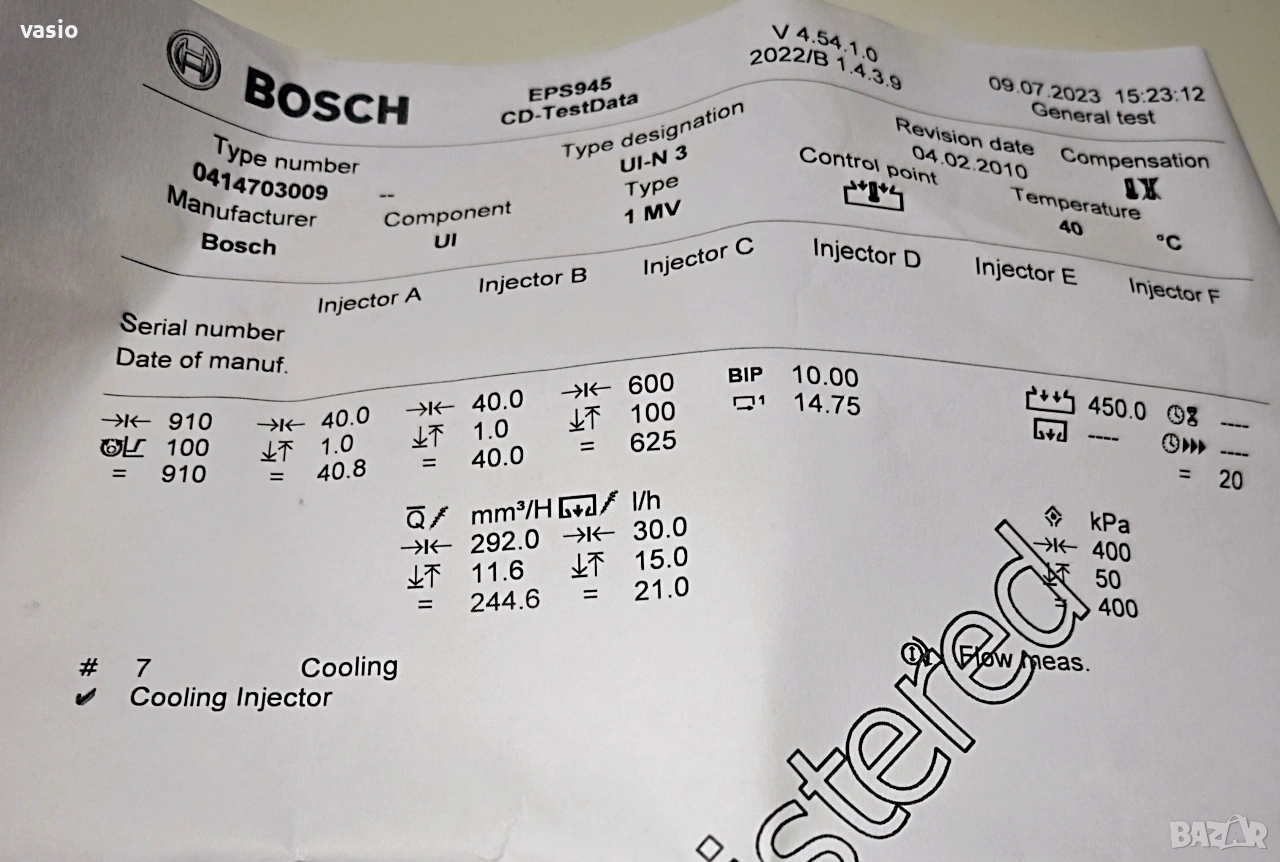 vasio
BOSCH
EPS945
CD-TestData
V 4.54.1.0
2022/B 1.4.3.9
09.07.2023 15:23:12
General test
Type number
0414703009 --
Type designation
UI-N 3
Revision date
04.02.2010
Compensation
Manufacturer
Bosch
Component
UI
Type
1 MV
Control point
Temperature
40 °C
Injector A Injector B Injector C Injector D Injector E Injector F
Serial number
Date of manuf.
910 40.0 40.0 600 BIP 10.00 450.0 ----
100 1.0 1.0 100 1 14.75 ---- ----
= 910 = 40.8 = 40.0 = 625 = 20
Q mm³/H l/h kPa
292.0 30.0 400
11.6 15.0 50
= 244.6 = 21.0 = 400
# 7 Cooling Flow meas.
Cooling Injector
istered
BAZAR